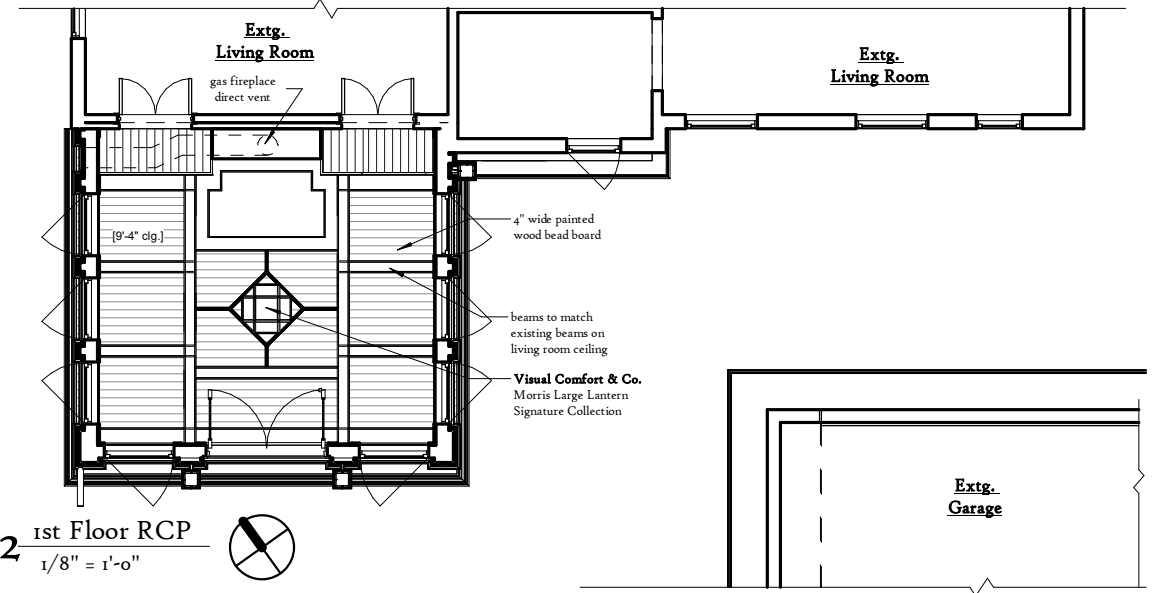 Extg.
Living Room
gas fireplace
direct vent
Extg.
Living Room
[9'-4" clg.]
4" wide painted
wood bead board
beams to match
existing beams on
living room ceiling
Visual Comfort & Co.
Morris Large Lantern
Signature Collection
Extg.
Garage
2 1st Floor RCP
1/8" = 1'-0"